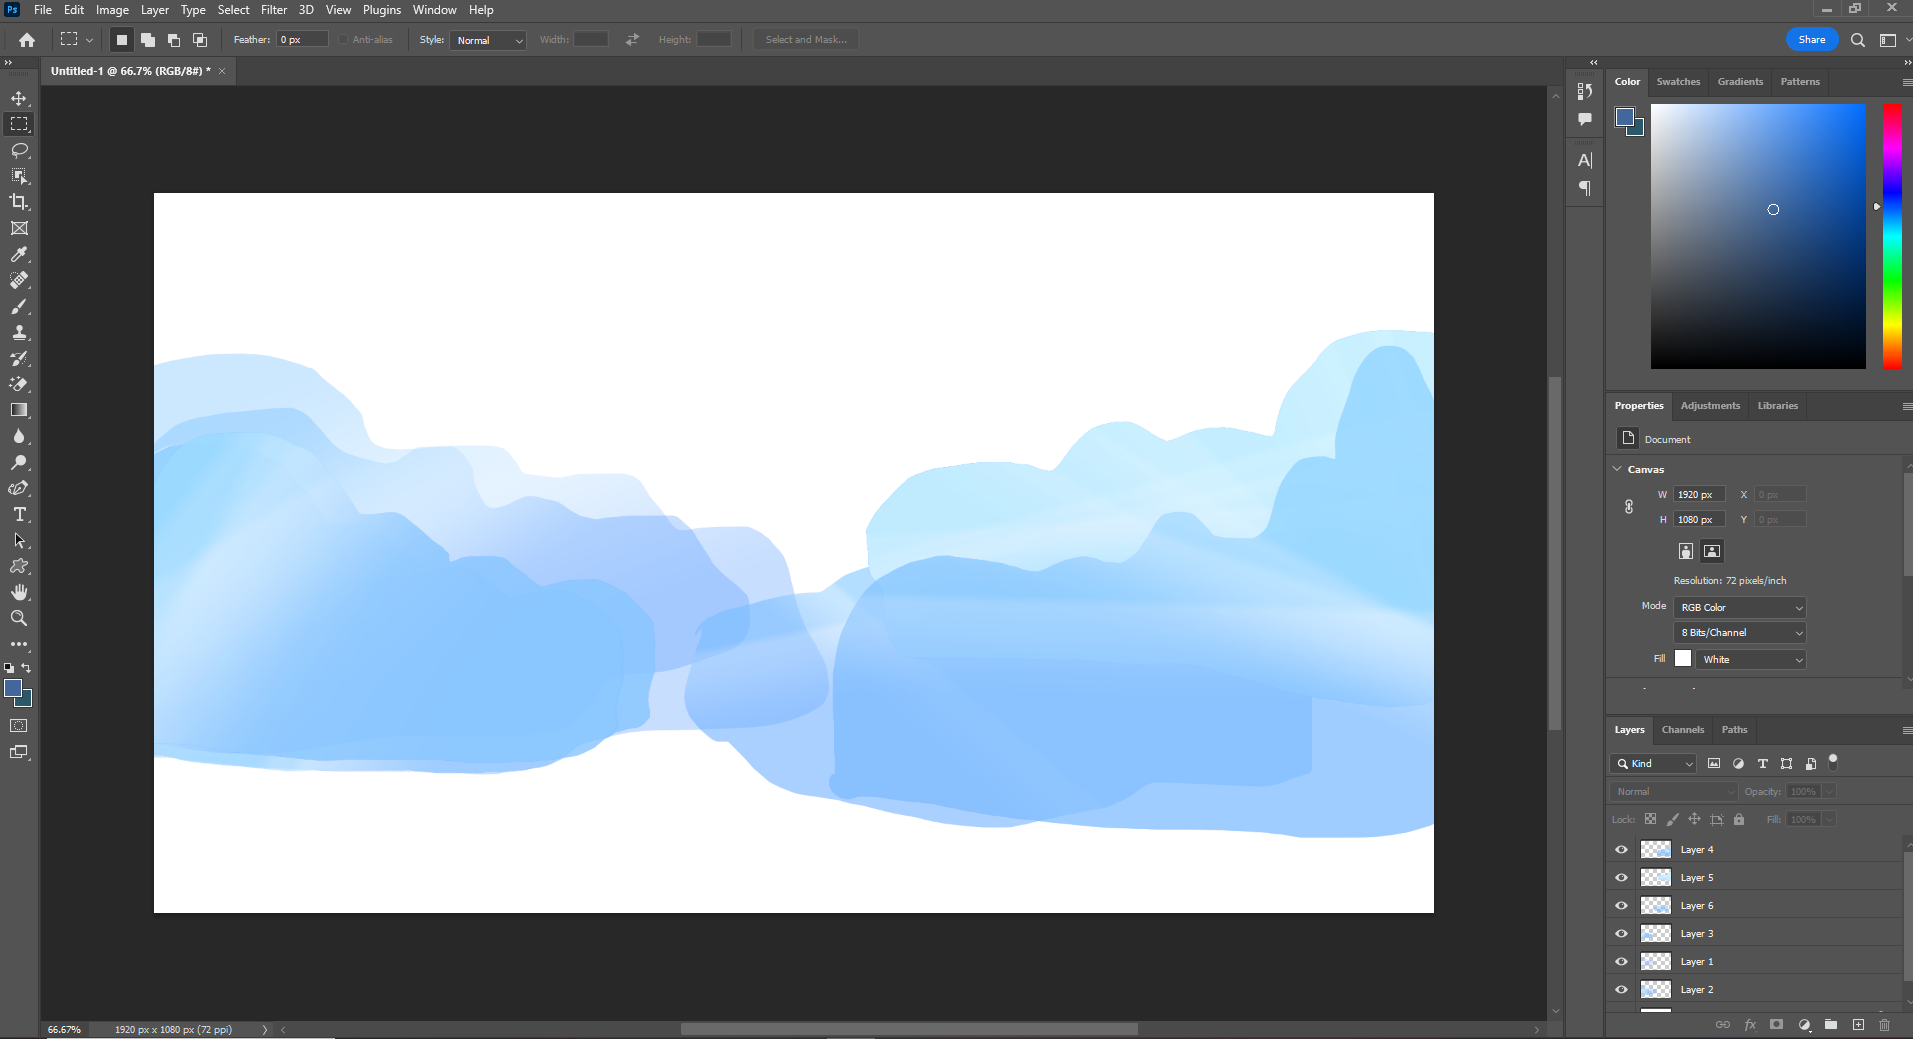 Ps File Edit Image Layer Type Select Filter 3D View Plugins Window Help
Feather: 0 px Anti-alias Style: Normal Width: Height: Select and Mask... Share
Untitled-1 @ 66.7% (RGB/8#) * ×
Color Swatches Gradients Patterns
Properties Adjustments Libraries
Document
Canvas
W 1920 px X 0 px
H 1080 px Y 0 px
Resolution: 72 pixels/inch
Mode RGB Color
8 Bits/Channel
Fill White
Layers Channels Paths
Kind
Normal Opacity: 100%
Lock: Fill: 100%
Layer 4
Layer 5
Layer 6
Layer 3
Layer 1
Layer 2
fx
66.67% 1920 px x 1080 px (72 ppi)